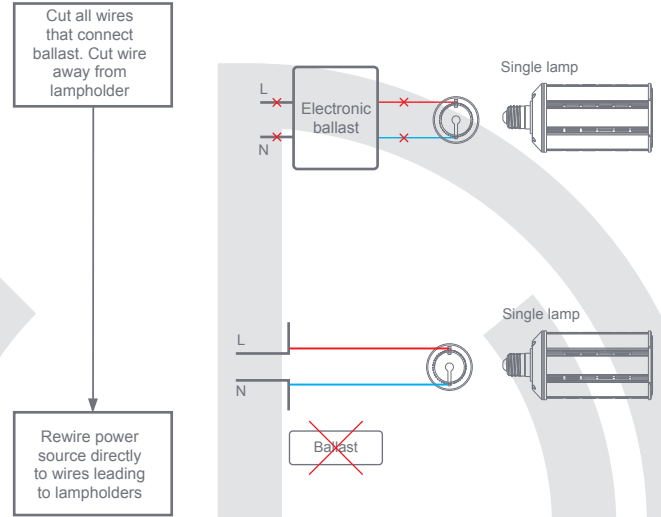 Cut all wires
that connect
ballast. Cut wire
away from
lampholder
Single lamp
L
Electronic
ballast
N
Single lamp
L
N
Rewire power
source directly
to wires leading
to lampholders
Ballast